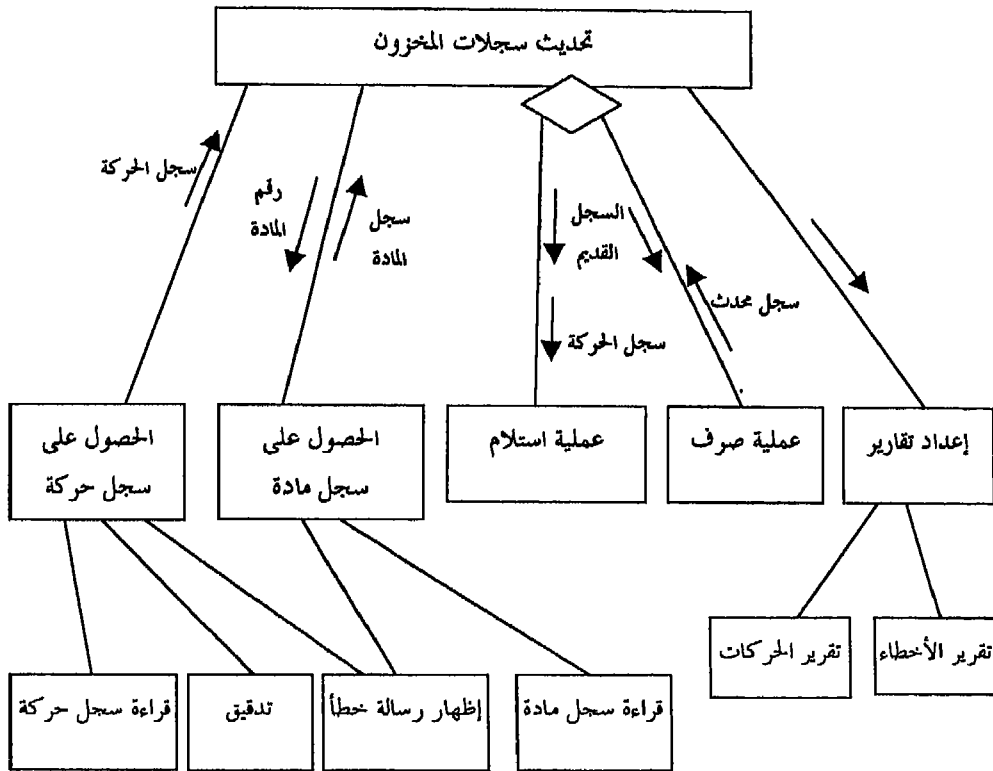 تحديث سجلات المخزون
سجل الحركة
رقم
المادة
سجل
المادة
السجل
القديم
سجل الحركة
سجل محدث
الحصول على
سجل حركة
الحصول على
سجل مادة
عملية استلام
عملية صرف
إعداد تقارير
تقرير الحركات
تقرير الأخطاء
قراءة سجل حركة
تدقيق
إظهار رسالة خطأ
قراءة سجل مادة